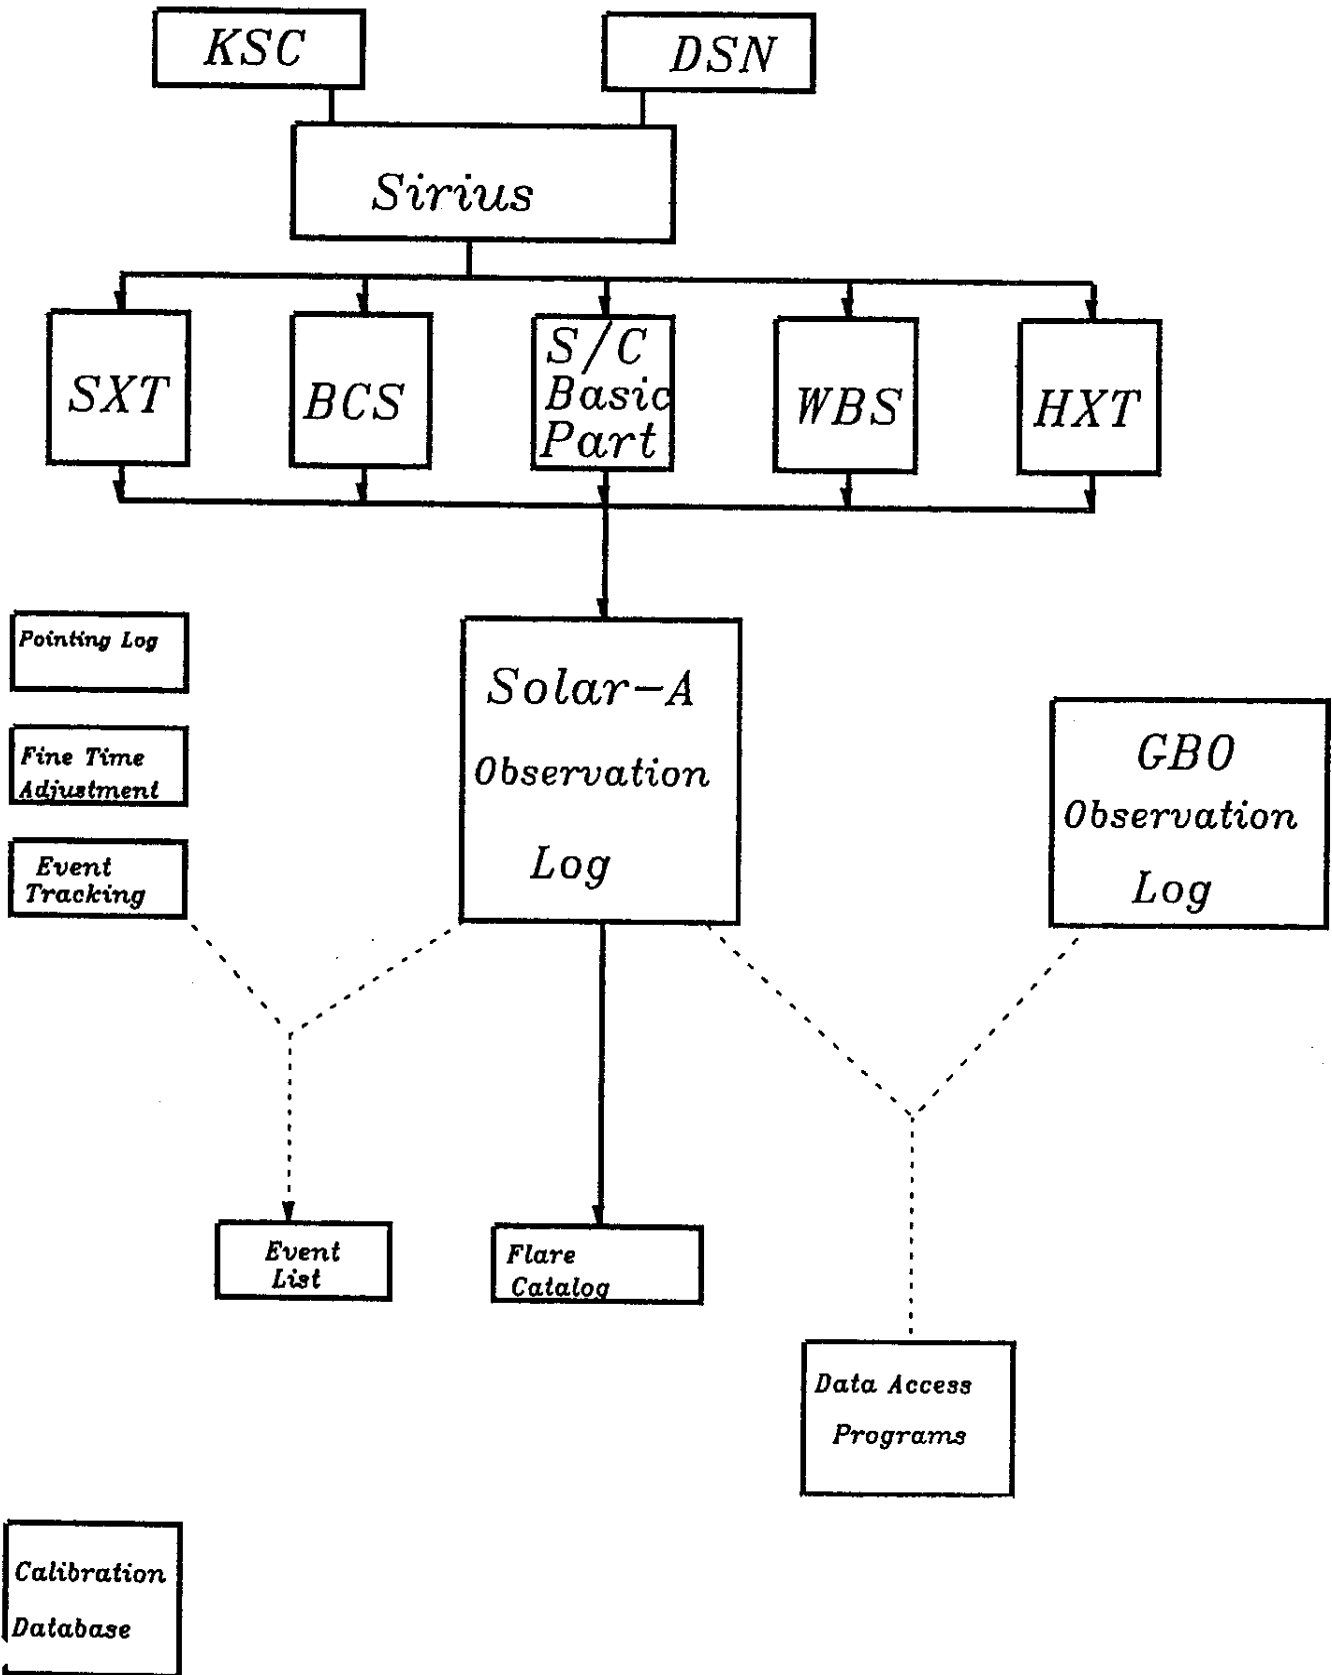 KSC
DSN
Sirius
SXT
BCS
S/C
Basic
Part
WBS
HXT
Pointing Log
Fine Time
Adjustment
Event
Tracking
Solar-A
Observation
Log
GBO
Observation
Log
Event
List
Flare
Catalog
Data Access
Programs
Calibration
Database